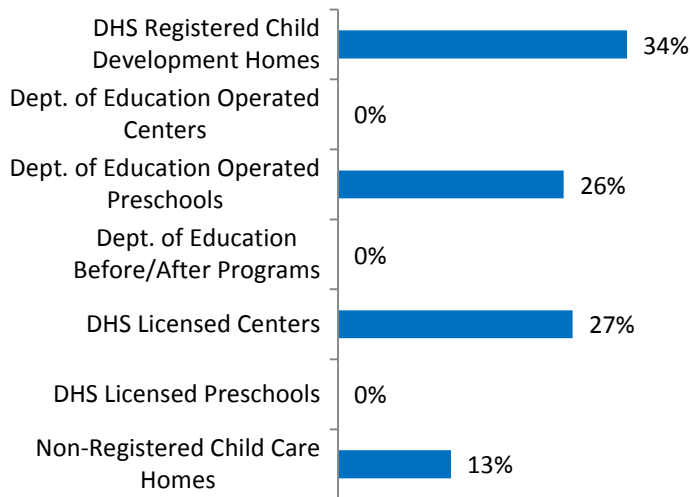 DHS Registered Child
Development Homes
34%
Dept. of Education Operated
Centers
0%
Dept. of Education Operated
Preschools
26%
Dept. of Education
Before/After Programs
0%
DHS Licensed Centers
27%
DHS Licensed Preschools
0%
Non-Registered Child Care
Homes
13%